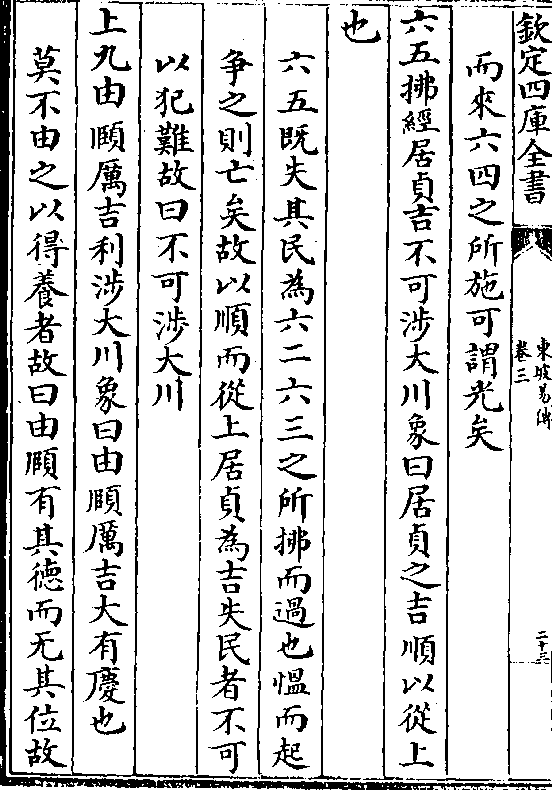 欽定四庫全書
東坡易傳
卷三
二十三
而來六四之所施可謂光矣
六五拂經居貞吉不可涉大川象曰居貞之吉順以從上
也
六五既失其民為六二六三之所拂而過也愠而起
争之則亡矣故以順而從上居貞為吉失民者不可
以犯難故曰不可涉大川
上九由頤厲吉利涉大川象曰由頤厲吉大有慶也
莫不由之以得養者故曰由頤有其德而无其位故